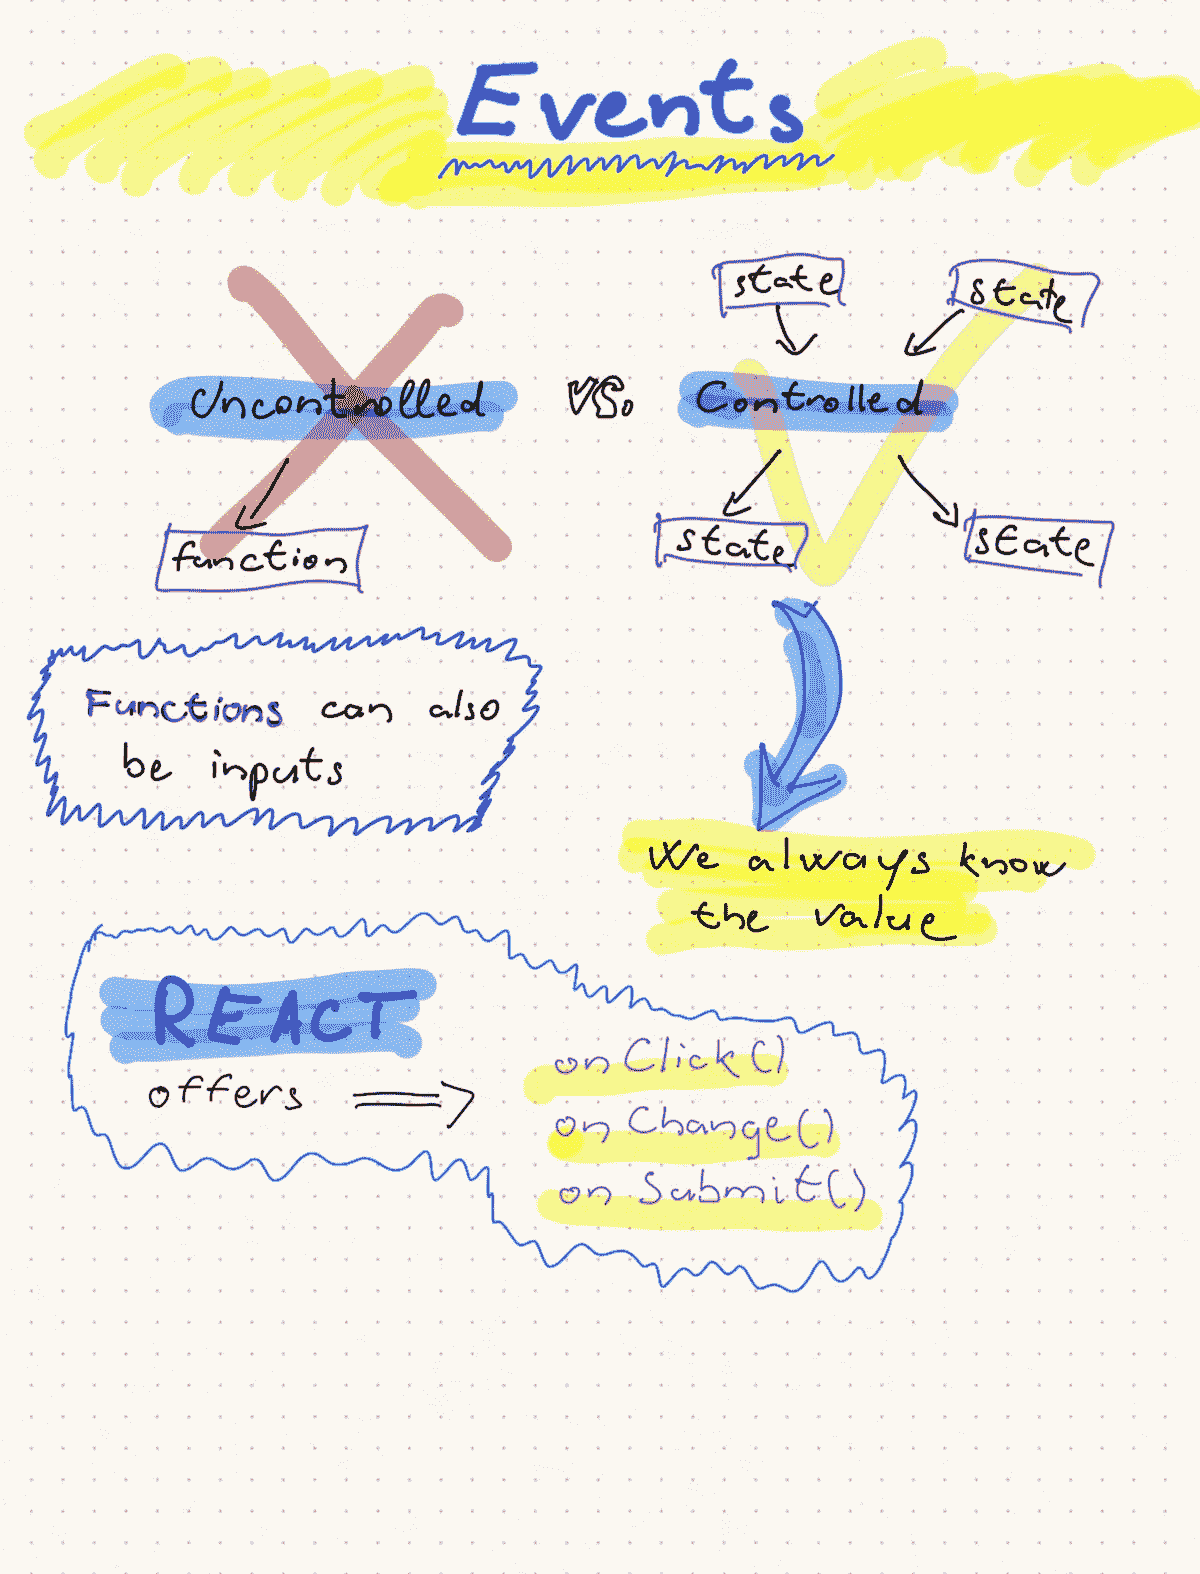 Events
state
state
Uncontrolled vs. Controlled
function
state
state
Functions can also
be inputs
We always know
the value
REACT
offers
onClick()
onChange()
onSubmit()